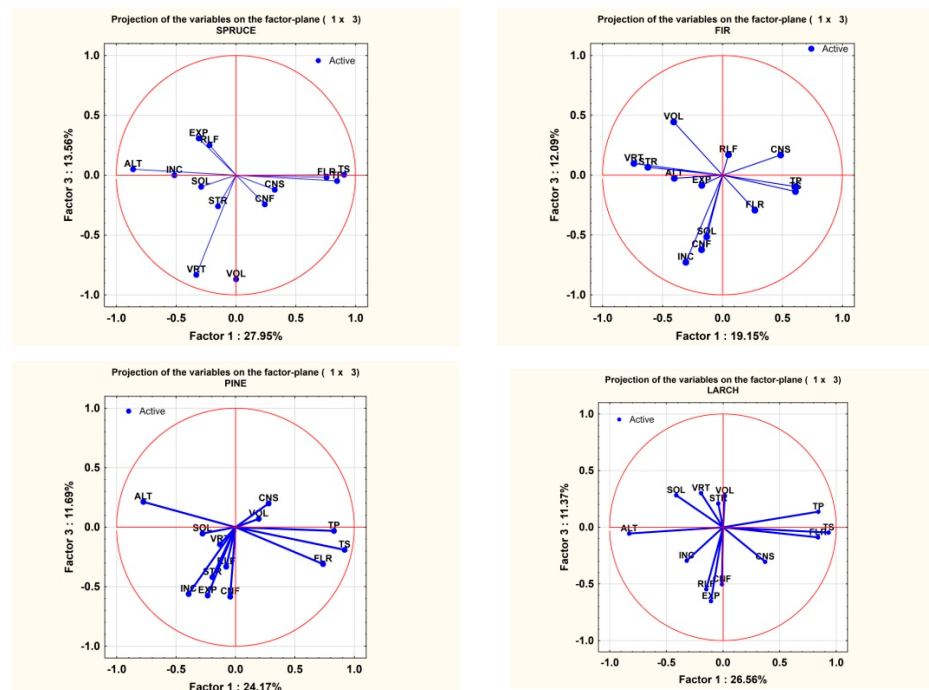 Projection of the variables on the factor-plane ( 1 x 3)
SPRUCE
Active
1.0
0.5
0.0
-0.5
-1.0
Factor 3 : 13.56%
EXP
RLF
ALT
INC
SOL
STR
CNS
CNF
FLR
TS
TP
VRT
VOL
-1.0 -0.5 0.0 0.5 1.0
Factor 1 : 27.95%
Projection of the variables on the factor-plane ( 1 x 3)
FIR
Active
1.0
0.5
0.0
-0.5
-1.0
Factor 3 : 12.09%
VOL
RLF
CNS
VRT
STR
ALT
EXP
TP
TS
FLR
SOL
CNF
INC
-1.0 -0.5 0.0 0.5 1.0
Factor 1 : 19.15%
Projection of the variables on the factor-plane ( 1 x 3)
PINE
Active
1.0
0.5
0.0
-0.5
-1.0
Factor 3 : 11.69%
ALT
CNS
VOL
SOL
TP
VRT
TS
RLF
FLR
STR
INC
EXP
CNF
-1.0 -0.5 0.0 0.5 1.0
Factor 1 : 24.17%
Projection of the variables on the factor-plane ( 1 x 3)
LARCH
Active
1.0
0.5
0.0
-0.5
-1.0
Factor 3 : 11.37%
SOL
VRT
VOL
STR
TP
ALT
TS
FLR
INC
CNS
RLF
CNF
EXP
-1.0 -0.5 0.0 0.5 1.0
Factor 1 : 26.56%